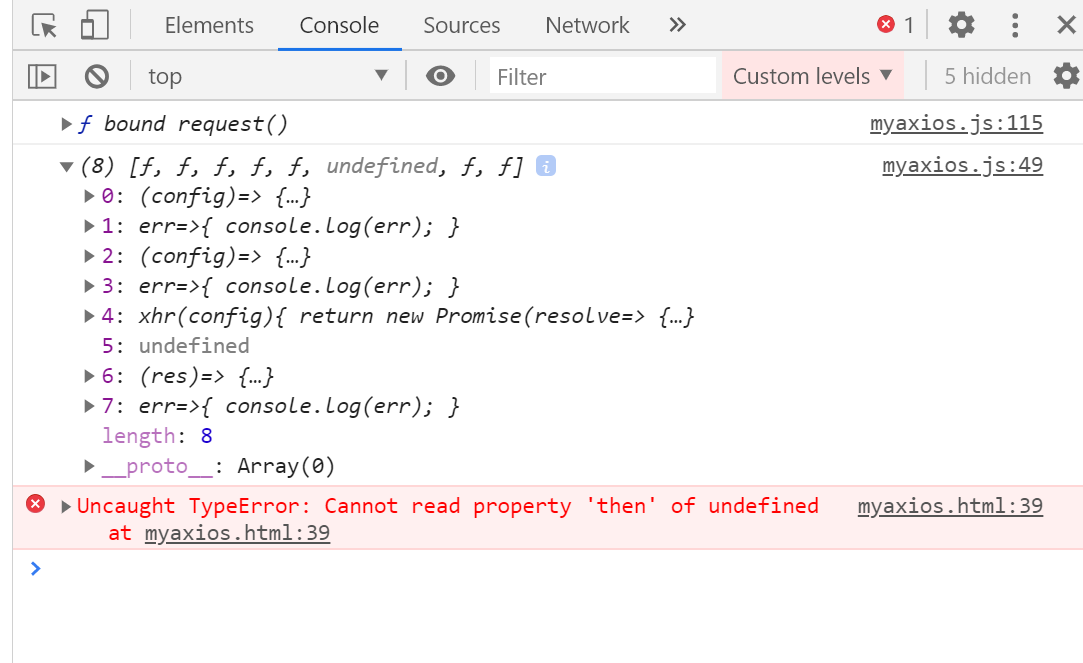 Elements Console Sources Network » 1
top Filter Custom levels ▼ 5 hidden
ƒ bound request() myaxios.js:115
(8) [ƒ, ƒ, ƒ, ƒ, ƒ, undefined, ƒ, ƒ] i myaxios.js:49
0: (config)=> {…}
1: err=>{ console.log(err); }
2: (config)=> {…}
3: err=>{ console.log(err); }
4: xhr(config){ return new Promise(resolve=> {…}
5: undefined
6: (res)=> {…}
7: err=>{ console.log(err); }
length: 8
__proto__: Array(0)
Uncaught TypeError: Cannot read property 'then' of undefined myaxios.html:39
at myaxios.html:39